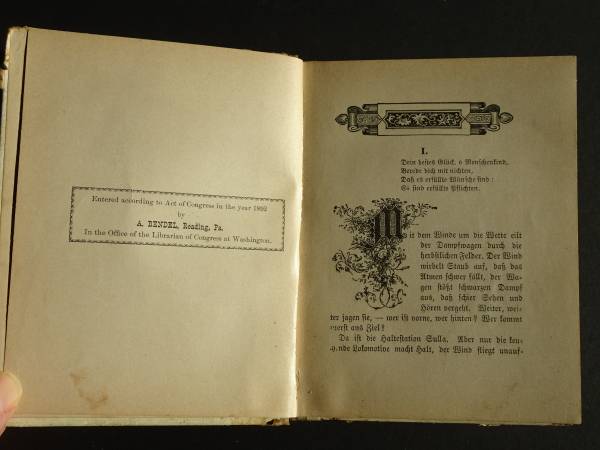 Entered according to Act of Congress in the year 1892
by
A. BENDEL, Reading, Pa.
In the Office of the Librarian of Congress at Washington.
I.
Dein bestes Glück, o Menschenkind,
Berede dich mit nichten,
Daß es erfüllte Wünsche sind:
Es sind erfüllte Pflichten.
Mit dem Winde um die Wette eilt
der Dampfwagen durch die
herbstlichen Felder. Der Wind
wirbelt Staub auf, daß das
Atmen schwer fällt, der Wa-
gen stößt schwarzen Dampf
aus, daß schier Sehen und
Hören vergeht. Weiter, wei-
ter jagen sie, — wer ist vorne, wer hinten? Wer kommt
zuerst ans Ziel?
Da ist die Haltestation Sulla. Aber nur die keu-
chende Lokomotive macht Halt, der Wind fliegt unauf-